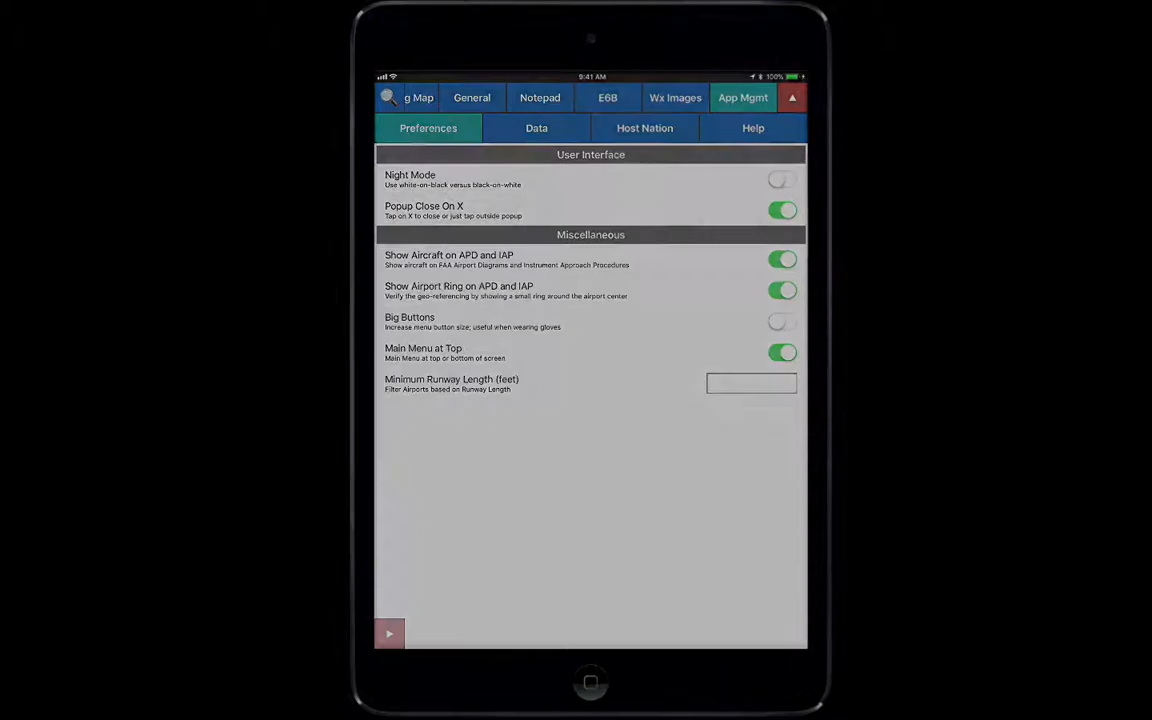 9:41 AM 100%
g Map General Notepad E6B Wx Images App Mgmt
Preferences Data Host Nation Help
User Interface
Night Mode
Use white-on-black versus black-on-white
Popup Close On X
Tap on X to close or just tap outside popup
Miscellaneous
Show Aircraft on APD and IAP
Show aircraft on FAA Airport Diagrams and Instrument Approach Procedures
Show Airport Ring on APD and IAP
Verify the geo-referencing by showing a small ring around the airport center
Big Buttons
Increase menu button size; useful when wearing gloves
Main Menu at Top
Main Menu at top or bottom of screen
Minimum Runway Length (feet)
Filter Airports based on Runway Length